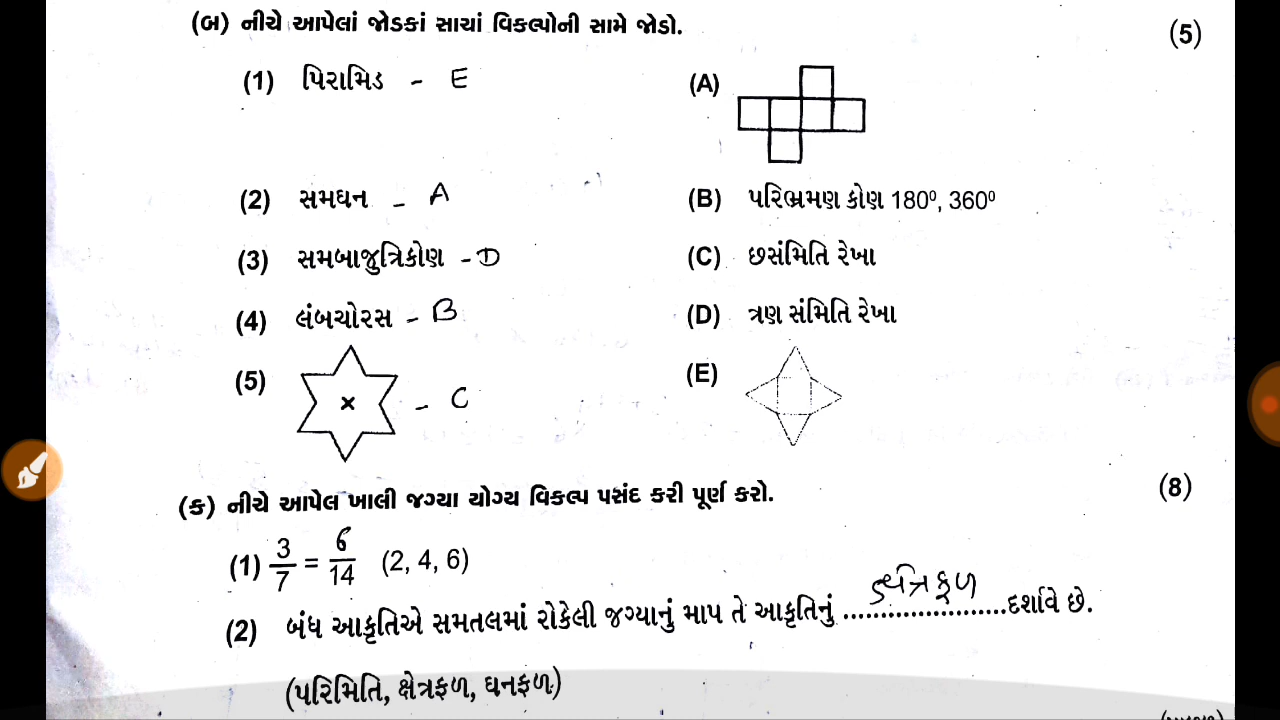 (બ) નીચે આપેલાં જોડકાં સાચાં વિકલ્પોની સામે જોડો. (5)
(1) પિરામિડ - E (A)
(2) સમઘન - A (B) પરિભ્રમણ કોણ 180⁰, 360⁰
(3) સમબાજુત્રિકોણ - D (C) છસંમિતિ રેખા
(4) લંબચોરસ - B (D) ત્રણ સંમિતિ રેખા
(5) × - C (E)
(ક) નીચે આપેલ ખાલી જગ્યા યોગ્ય વિકલ્પ પસંદ કરી પૂર્ણ કરો. (8)
(1) 3/7 = 6/14 (2, 4, 6)
(2) બંધ આકૃતિએ સમતલમાં રોકેલી જગ્યાનું માપ તે આકૃતિનું ક્ષેત્રફળ ...................... દર્શાવે છે.
(પરિમિતિ, ક્ષેત્રફળ, ઘનફળ)